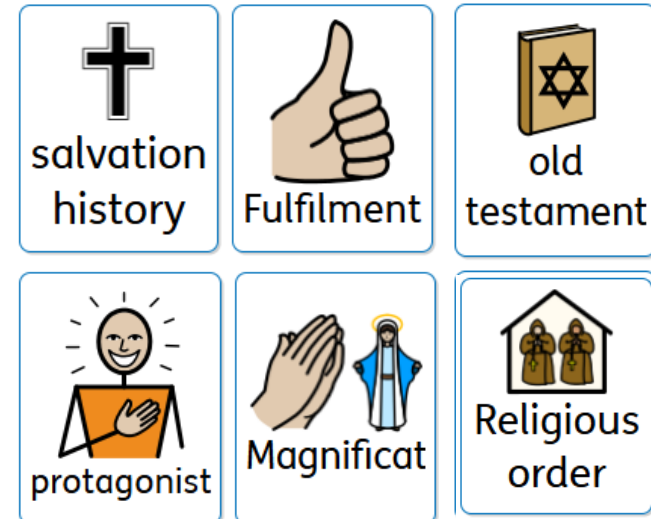 salvation
history
Fulfilment
old
testament
protagonist
Magnificat
Religious
order